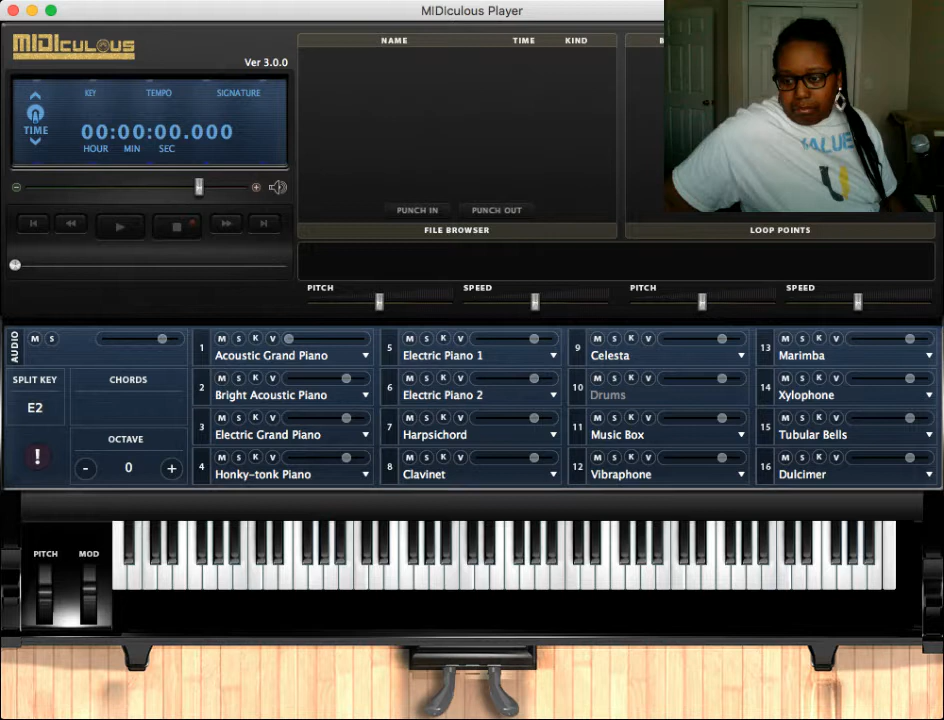 MIDIculous Player
MIDIculous
Ver 3.0.0
KEY TEMPO SIGNATURE
TIME
00:00:00.000
HOUR MIN SEC
NAME TIME KIND
PUNCH IN PUNCH OUT
FILE BROWSER
LOOP POINTS
PITCH SPEED PITCH SPEED
AUDIO
M S
SPLIT KEY
E2
!
CHORDS
OCTAVE
- 0 +
1 M S K V
Acoustic Grand Piano
2 M S K V
Bright Acoustic Piano
3 M S K V
Electric Grand Piano
4 M S K V
Honky-tonk Piano
5 M S K V
Electric Piano 1
6 M S K V
Electric Piano 2
7 M S K V
Harpsichord
8 M S K V
Clavinet
9 M S K V
Celesta
10 M S K V
Drums
11 M S K V
Music Box
12 M S K V
Vibraphone
13 M S K V
Marimba
14 M S K V
Xylophone
15 M S K V
Tubular Bells
16 M S K V
Dulcimer
PITCH MOD